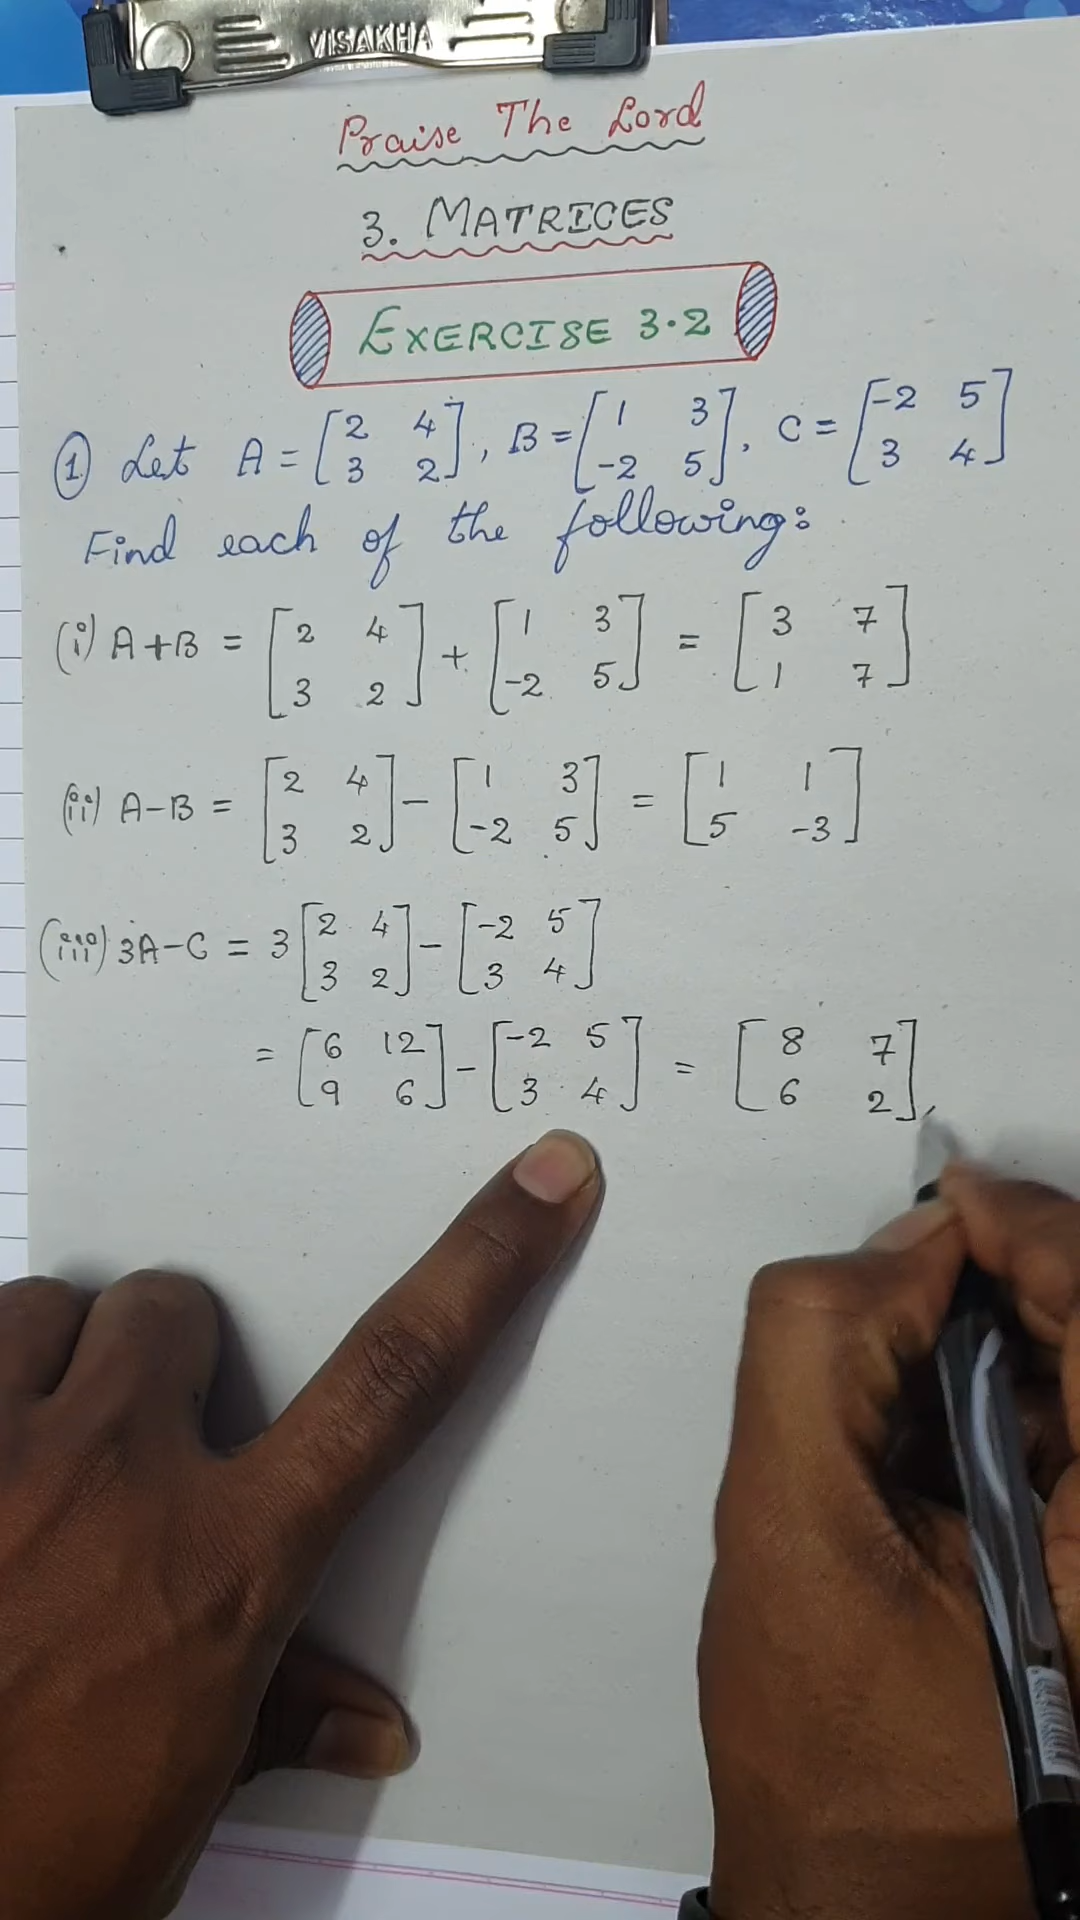 VISAKHA
Praise The Lord
3. MATRICES
EXERCISE 3.2
① Let A = [2 4; 3 2], B = [1 3; -2 5], C = [-2 5; 3 4]
Find each of the following:
(i) A+B = [2 4; 3 2] + [1 3; -2 5] = [3 7; 1 7]
(ii) A-B = [2 4; 3 2] - [1 3; -2 5] = [1 1; 5 -3]
(iii) 3A-C = 3 [2 4; 3 2] - [-2 5; 3 4]
= [6 12; 9 6] - [-2 5; 3 4] = [8 7; 6 2]